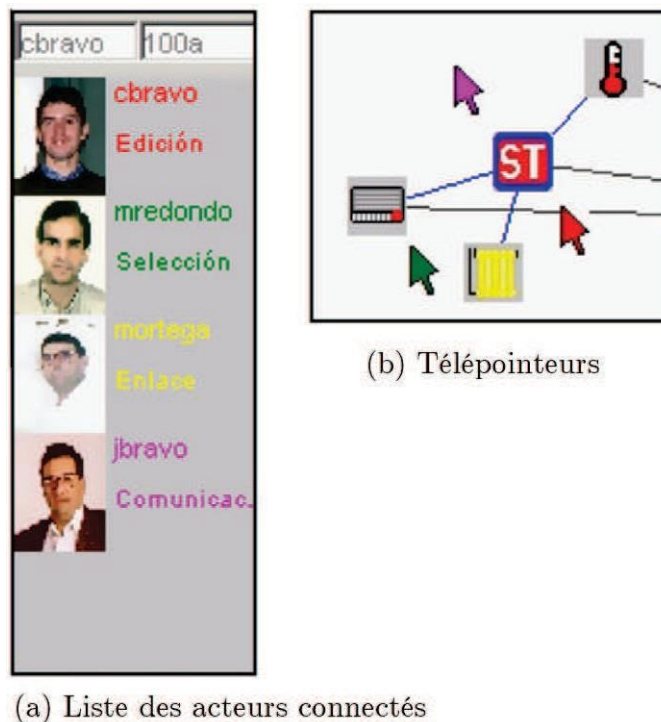 cbravo 100a
cbravo
Edición
mredondo
Selección
mortega
Enlace
jbravo
Comunicac.
ST
(b) Télépointeurs
(a) Liste des acteurs connectés